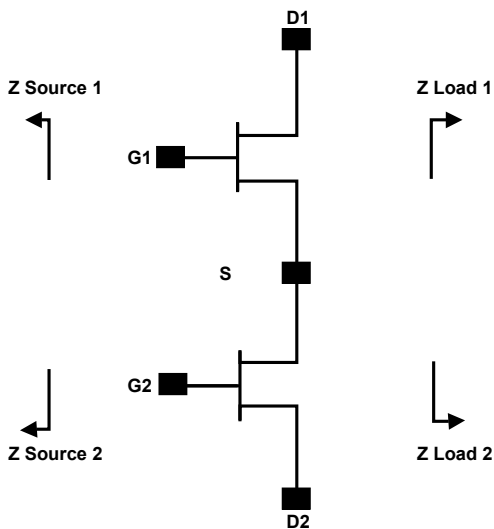 D1
Z Source 1
Z Load 1
G1
S
G2
Z Source 2
Z Load 2
D2